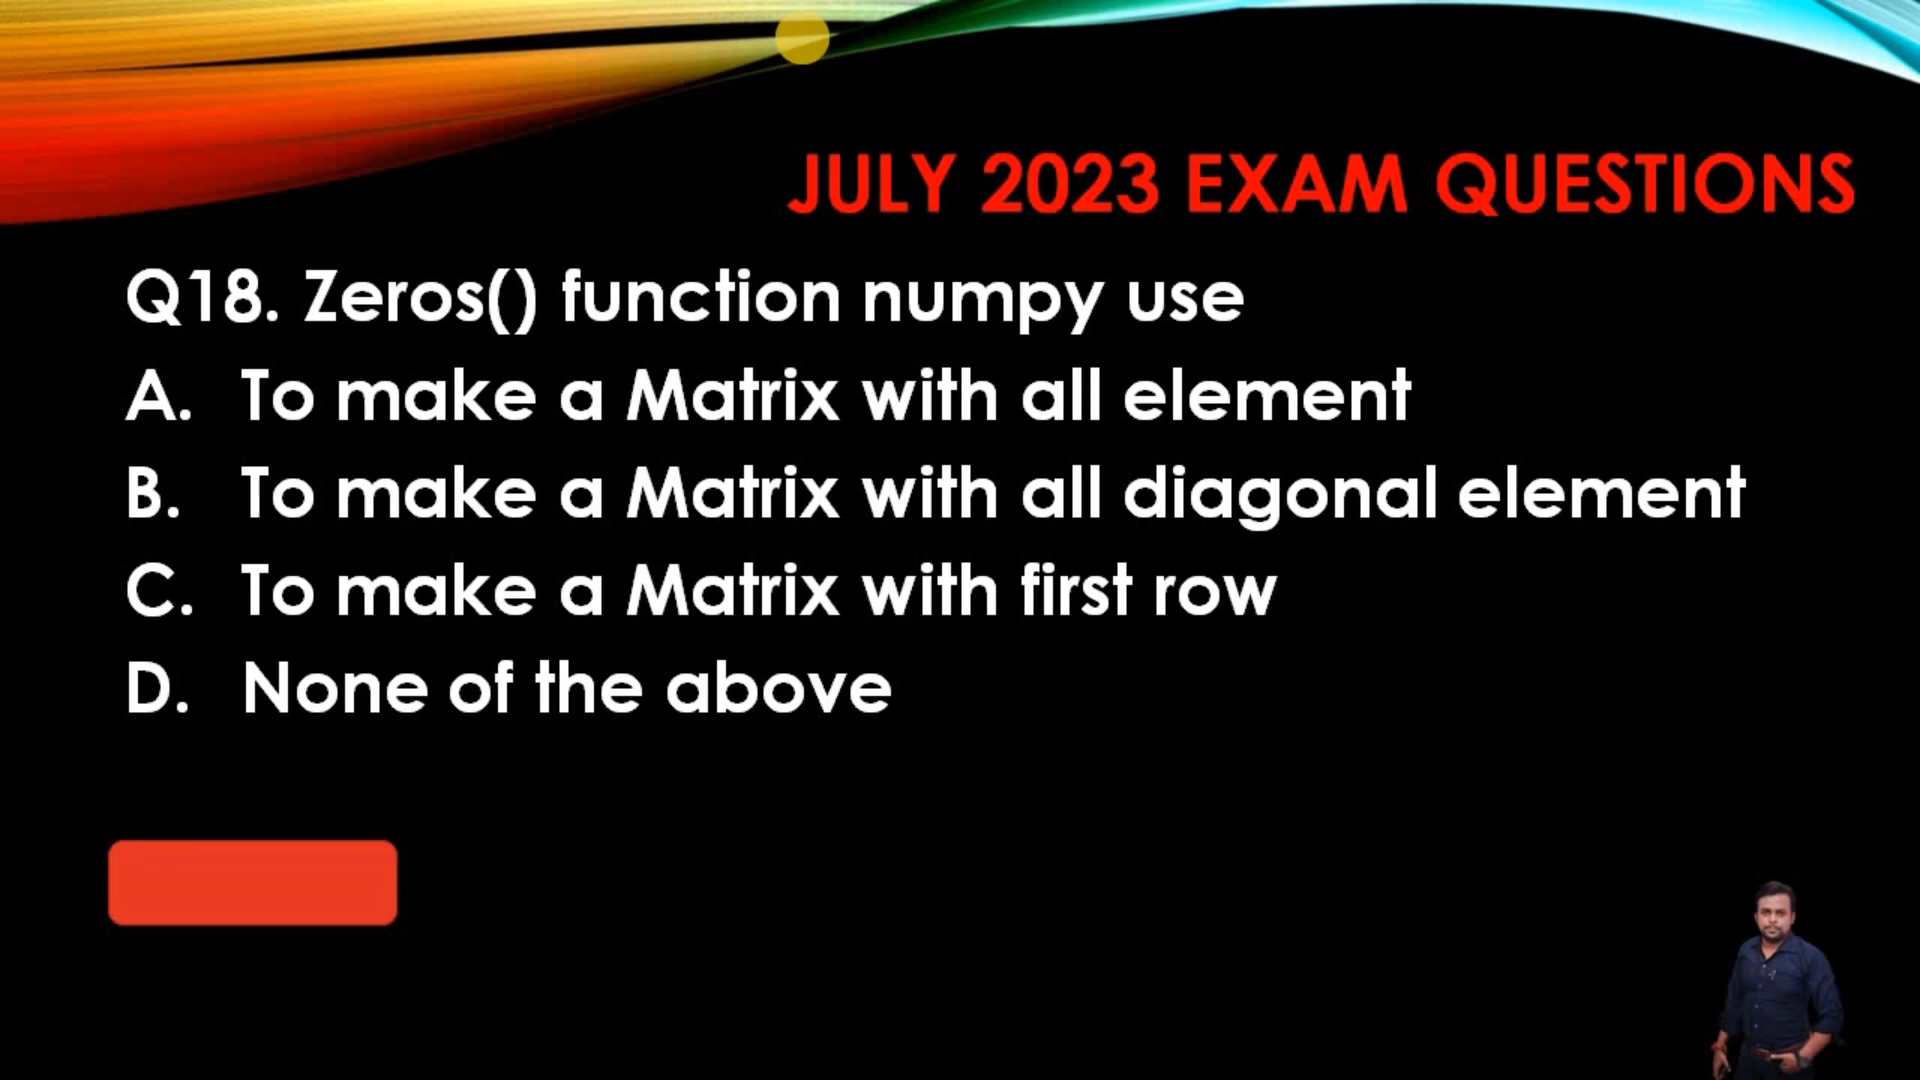 JULY 2023 EXAM QUESTIONS
Q18. Zeros() function numpy use
A. To make a Matrix with all element
B. To make a Matrix with all diagonal element
C. To make a Matrix with first row
D. None of the above